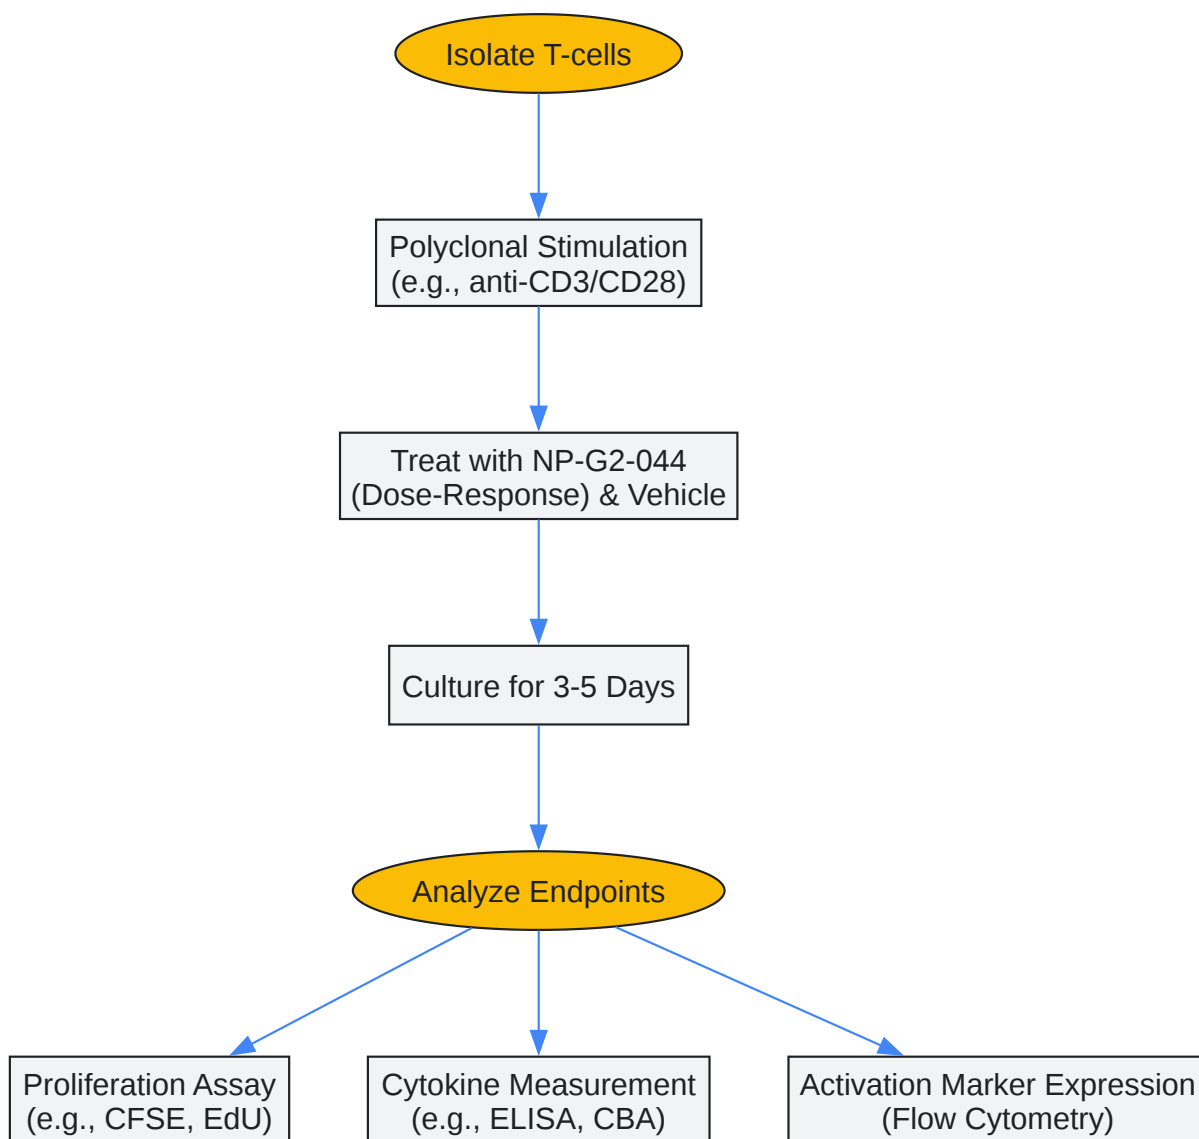 Isolate T-cells
Polyclonal Stimulation
(e.g., anti-CD3/CD28)
Treat with NP-G2-044
(Dose-Response) & Vehicle
Culture for 3-5 Days
Analyze Endpoints
Proliferation Assay
(e.g., CFSE, EdU)
Cytokine Measurement
(e.g., ELISA, CBA)
Activation Marker Expression
(Flow Cytometry)